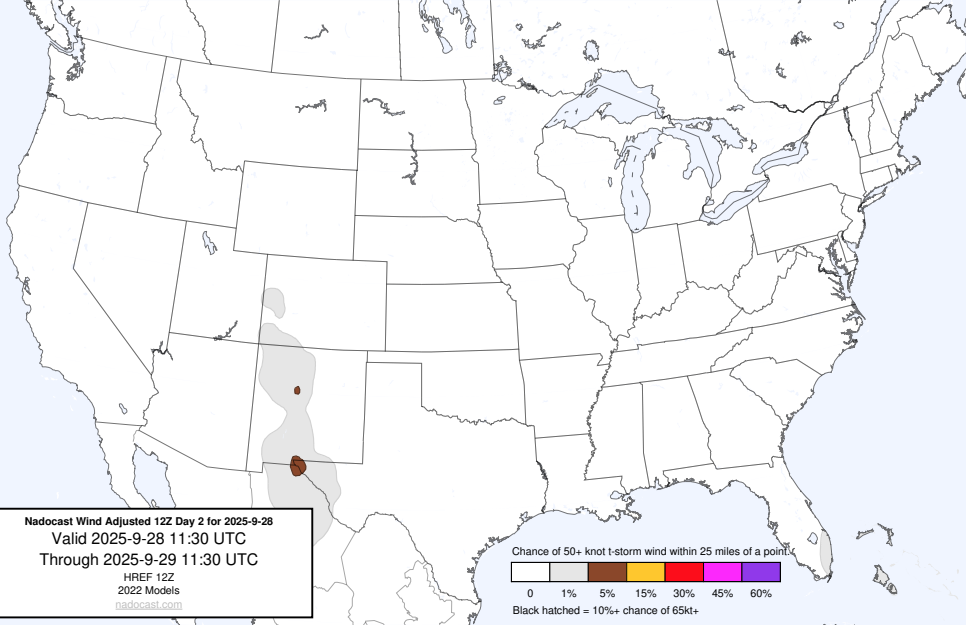 Nadocast Wind Adjusted 12Z Day 2 for 2025-9-28
Valid 2025-9-28 11:30 UTC
Through 2025-9-29 11:30 UTC
HREF 12Z
2022 Models
nadocast.com
Chance of 50+ knot t-storm wind within 25 miles of a point.
0 1% 5% 15% 30% 45% 60%
Black hatched = 10%+ chance of 65kt+